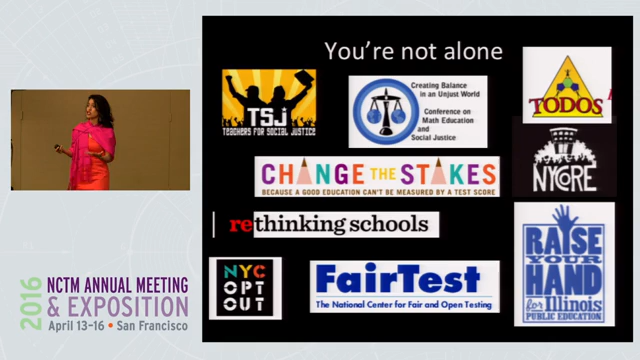 You're not alone
TSJ
TEACHERS FOR SOCIAL JUSTICE
Creating Balance
in an Unjust World
Conference on
Math Education
and
Social Justice
TODOS
CHANGE THE STAKES
BECAUSE A GOOD EDUCATION CAN'T BE MEASURED BY A TEST SCORE
NYCORE
rethinking schools
NYC
OPT
OUT
FairTest
The National Center for Fair and Open Testing
RAISE
YOUR
HAND
for Illinois
PUBLIC EDUCATION
2016
NCTM ANNUAL MEETING
& EXPOSITION
April 13–16 • San Francisco